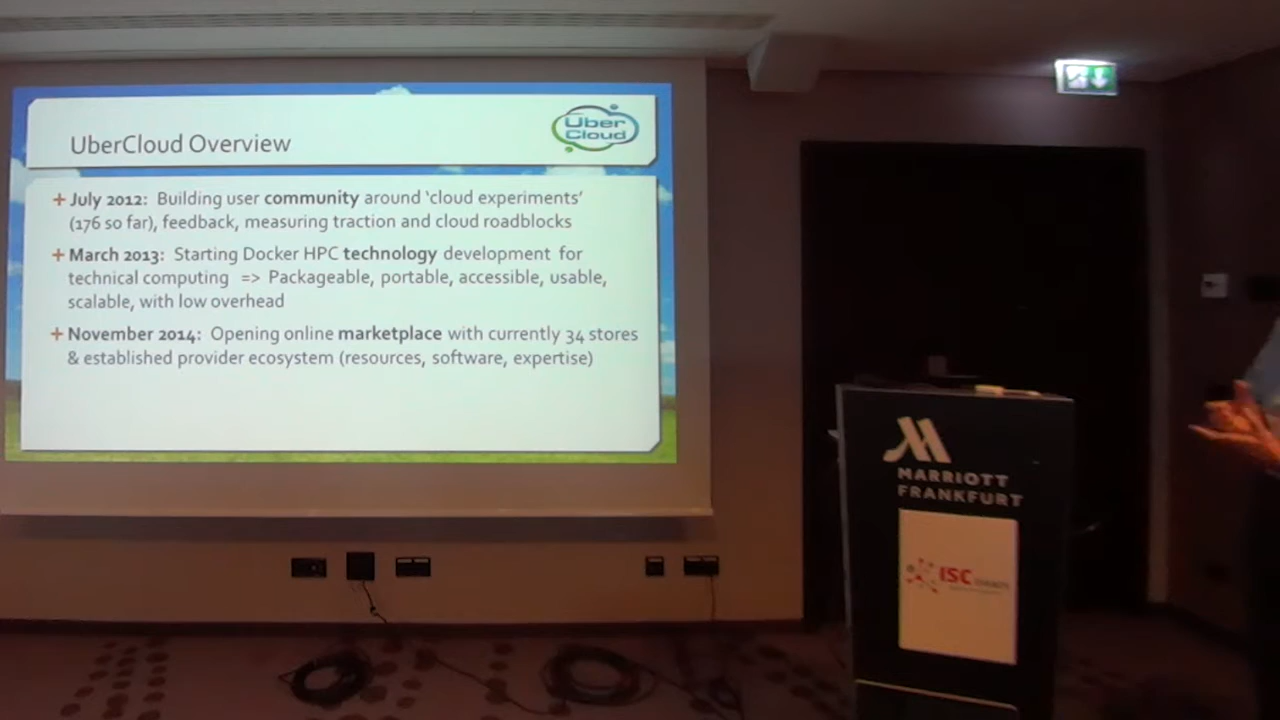 UberCloud Overview
Uber
Cloud
+ July 2012: Building user community around ‘cloud experiments’
(176 so far), feedback, measuring traction and cloud roadblocks
+ March 2013: Starting Docker HPC technology development for
technical computing => Packageable, portable, accessible, usable,
scalable, with low overhead
+ November 2014: Opening online marketplace with currently 34 stores
& established provider ecosystem (resources, software, expertise)
MARRIOTT
FRANKFURT
ISC